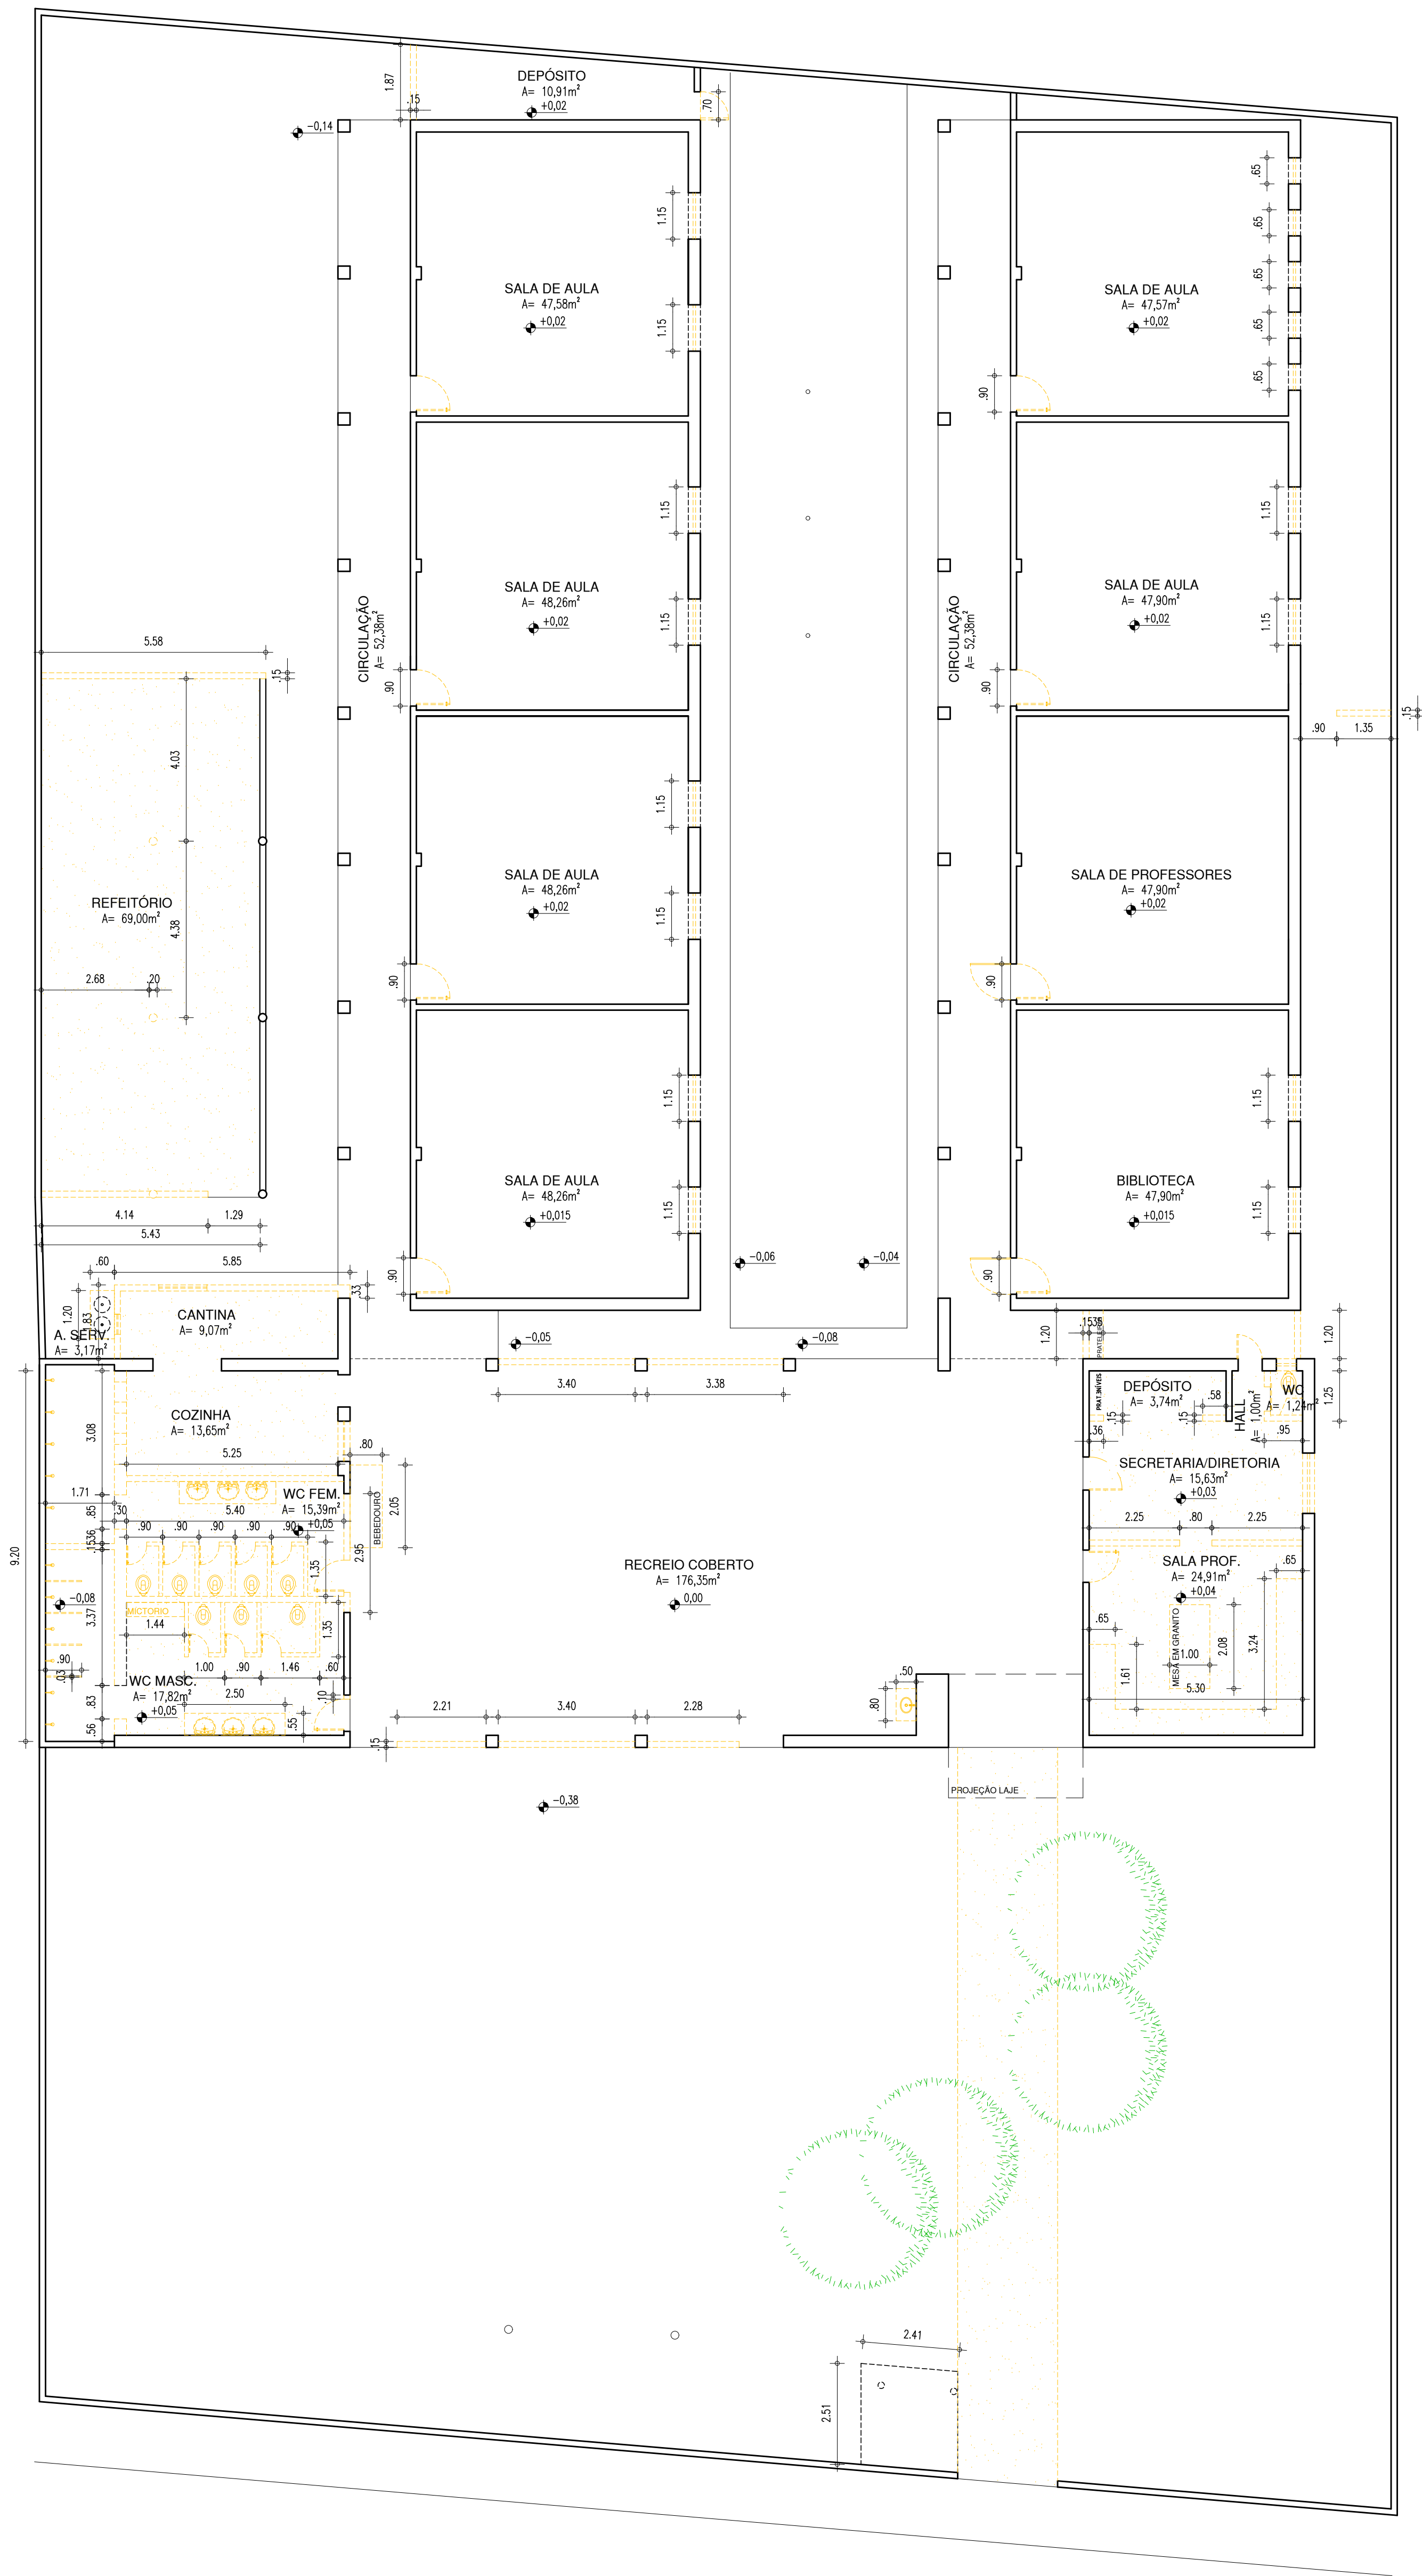 1.87
DEPÓSITO
A= 10,91m²
+0,02
.15
.70
-0,14
.65
1.15
.65
SALA DE AULA
A= 47,58m²
+0,02
SALA DE AULA
A= 47,57m²
+0,02
.65
1.15
.65
.65
.90
1.15
1.15
SALA DE AULA
A= 48,26m²
+0,02
SALA DE AULA
A= 47,90m²
+0,02
1.15
1.15
CIRCULAÇÃO
A= 52,38m²
CIRCULAÇÃO
A= 52,38m²
5.58
.15
.90
.90
.15
.90
1.35
4.03
1.15
REFEITÓRIO
A= 69,00m²
4.38
SALA DE AULA
A= 48,26m²
+0,02
SALA DE PROFESSORES
A= 47,90m²
+0,02
1.15
2.68
.20
.90
.90
1.15
1.15
SALA DE AULA
A= 48,26m²
+0,015
BIBLIOTECA
A= 47,90m²
+0,015
1.15
1.15
4.14
1.29
5.43
-0,06
-0,04
.60
5.85
.33
.90
.90
1.20
.83
CANTINA
A= 9,07m²
A. SERV.
A= 3,17m²
-0,05
-0,08
1.20
.15
.35
1.20
3.40
3.38
DEPÓSITO
A= 3,74m²
PRAT.3NÍVEIS
.58
HALL
A= 1,00m²
WC
A= 1,24m²
1.25
COZINHA
A= 13,65m²
3.08
5.25
.80
.15
.15
.36
.95
SECRETARIA/DIRETORIA
A= 15,63m²
+0,03
1.71
.85
.30
5.40
WC FEM.
A= 15,39m²
+0,05
BEBEDOURO
2.05
2.95
.90
.90
.90
.90
.90
2.25
.80
2.25
9.20
.36
.15
1.35
RECREIO COBERTO
A= 176,35m²
0,00
SALA PROF.
A= 24,91m²
+0,04
.65
-0,08
3.37
MICTÓRIO
1.44
1.35
.65
MESA EM GRANITO
1.00
2.08
3.24
1.61
5.30
.90
.03
1.00
.90
1.46
.60
WC MASC.
A= 17,82m²
+0,05
2.50
.10
.55
.83
.56
.50
.80
2.21
3.40
2.28
.15
PROJEÇÃO LAJE
-0,38
2.41
2.51